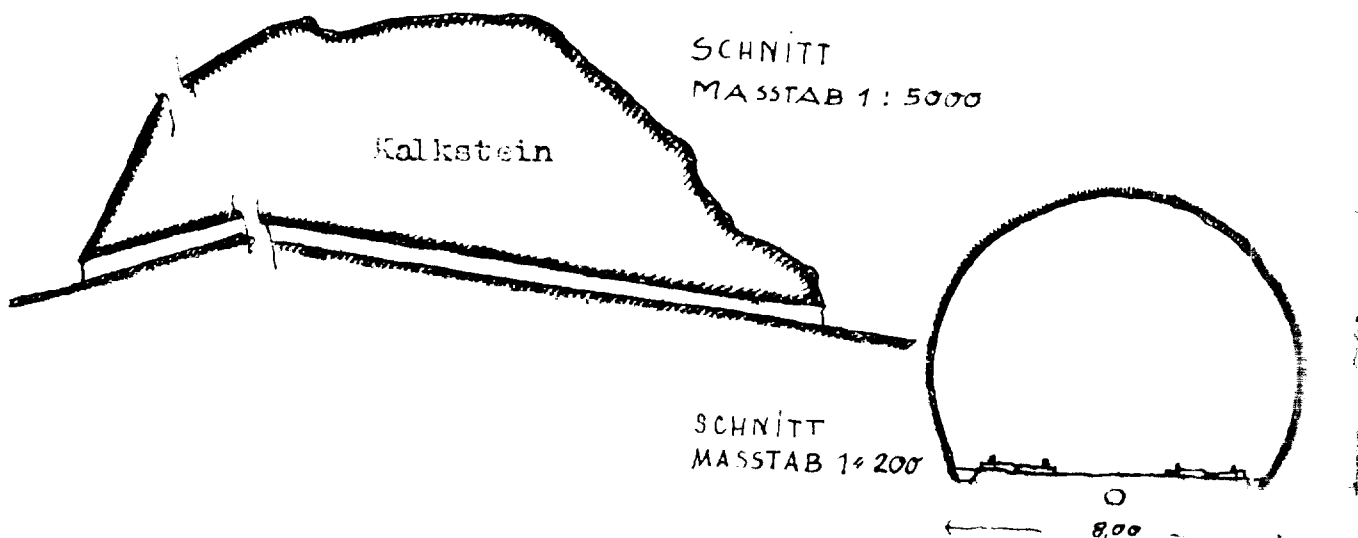 SCHNITT
MASSTAB 1 : 5000
Kalkstein
SCHNITT
MASSTAB 1:200
8,00